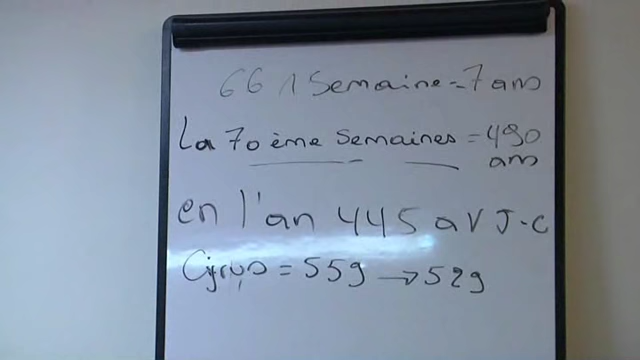 66 1 Semaine = 7 ans
La 70ème Semaines = 490
ans
en l'an 445 av J-C
Cyrus = 559 → 529